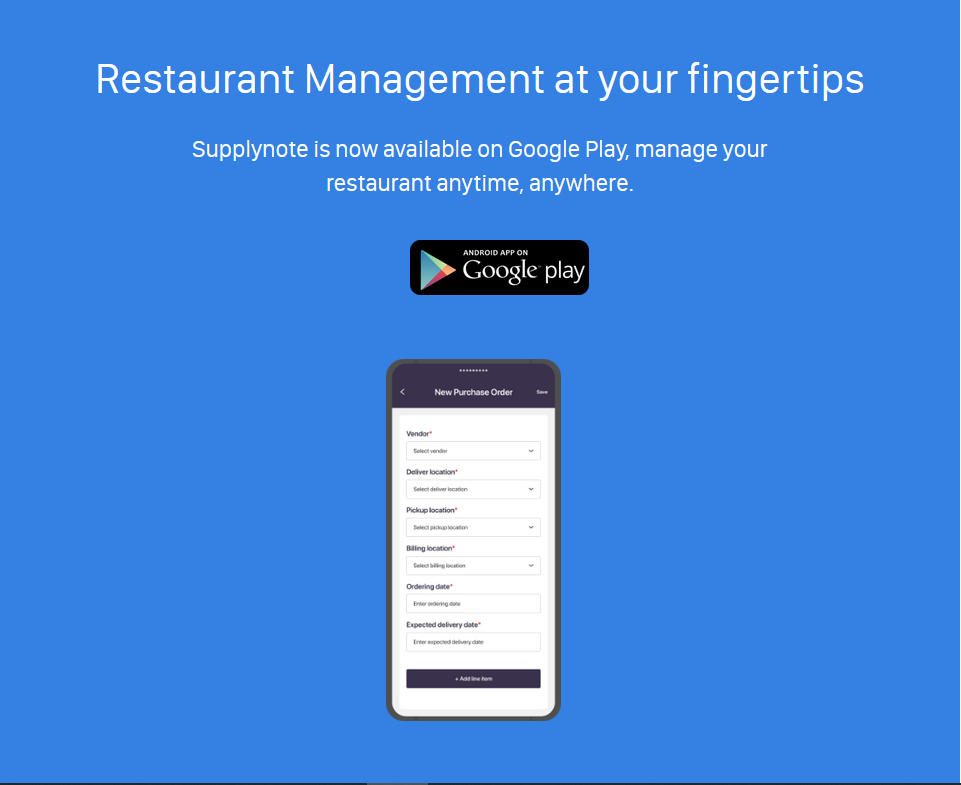 Restaurant Management at your fingertips
Supplynote is now available on Google Play, manage your
restaurant anytime, anywhere.
ANDROID APP ON
Google play
New Purchase Order
Save
Vendor*
Select vendor
Deliver location*
Select deliver location
Pickup location*
Select pickup location
Billing location*
Select billing location
Ordering date*
Enter ordering date
Expected delivery date*
Enter expected delivery date
+ Add line item